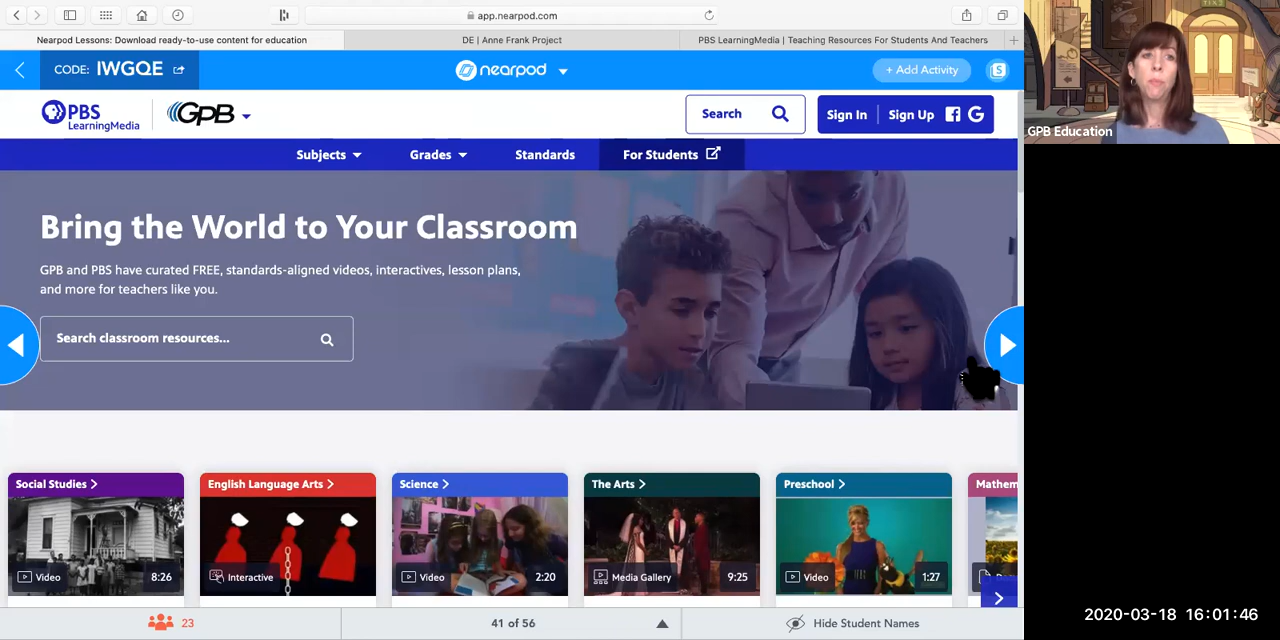 app.nearpod.com
Nearpod Lessons: Download ready-to-use content for education
DE | Anne Frank Project
PBS LearningMedia | Teaching Resources For Students And Teachers
CODE: IWGQE
nearpod
+ Add Activity
S
PBS
LearningMedia
GPB
Search
Sign In
Sign Up
Subjects
Grades
Standards
For Students
Bring the World to Your Classroom
GPB and PBS have curated FREE, standards-aligned videos, interactives, lesson plans,
and more for teachers like you.
Search classroom resources...
Social Studies
English Language Arts
Science
The Arts
Preschool
Mathem
Video
8:26
Interactive
Video
2:20
Media Gallery
9:25
Video
1:27
23
41 of 56
Hide Student Names
GPB Education
2020-03-18 16:01:46